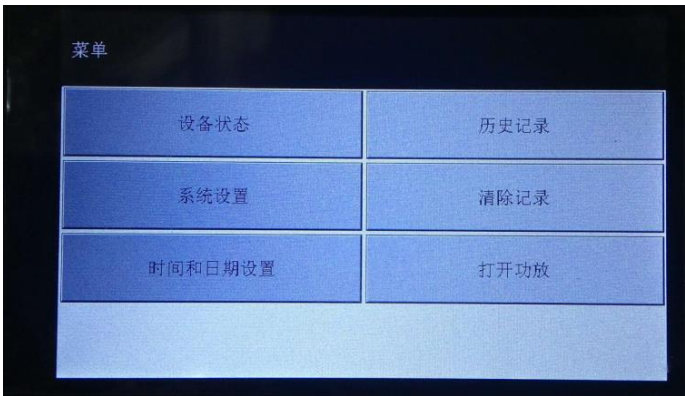 菜单
设备状态
历史记录
系统设置
清除记录
时间和日期设置
打开功放